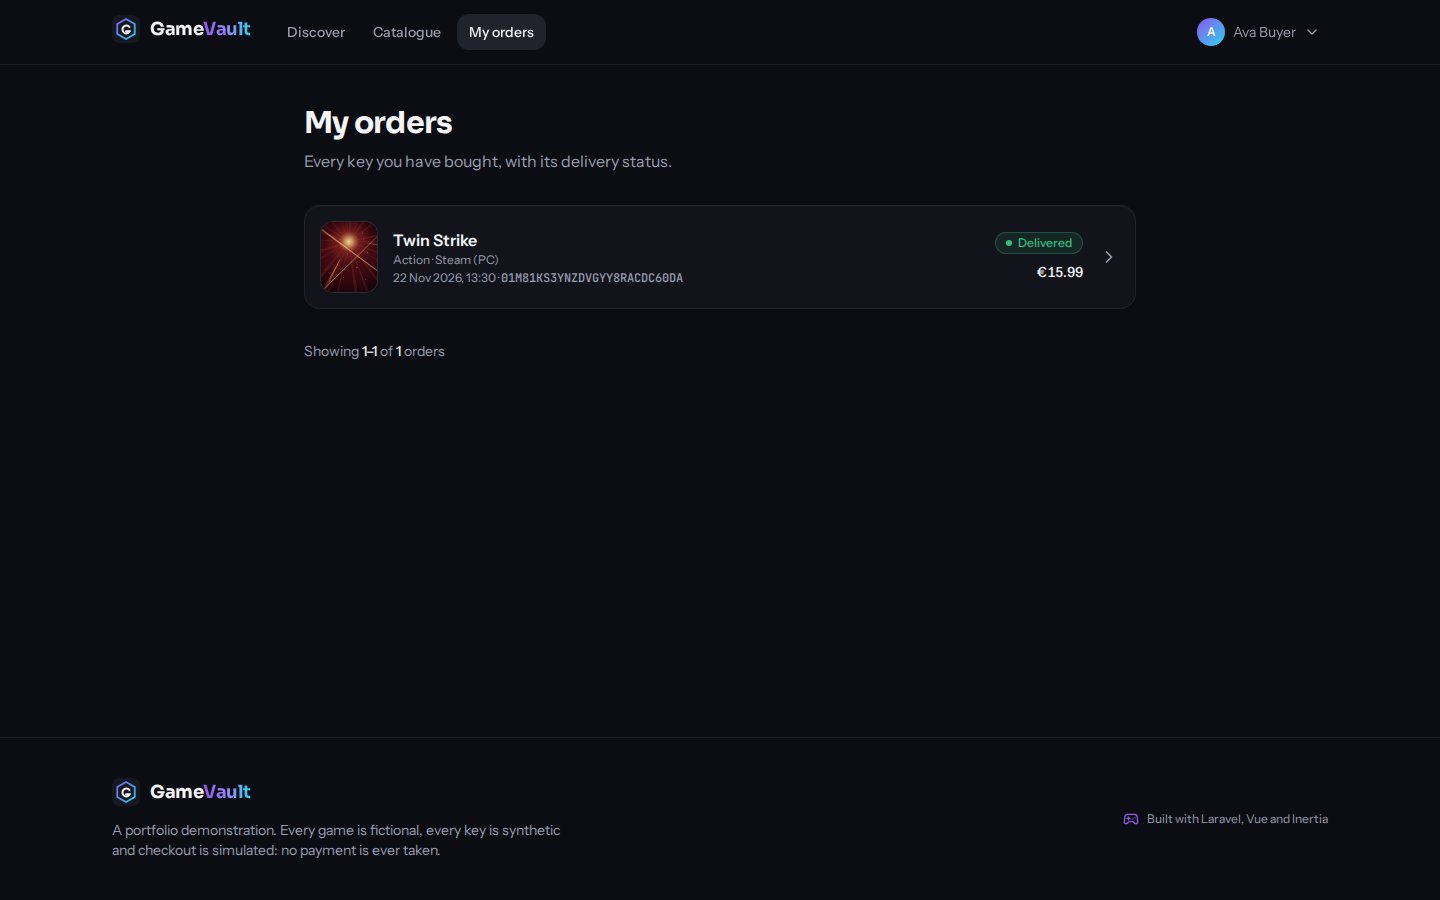 GameVault
Discover
Catalogue
My orders
A
Ava Buyer
My orders
Every key you have bought, with its delivery status.
Twin Strike
Action · Steam (PC)
22 Nov 2026, 13:30 · 01M81KS3YNZDVGYY8RACDC60DA
Delivered
€15.99
Showing 1–1 of 1 orders
GameVault
A portfolio demonstration. Every game is fictional, every key is synthetic
and checkout is simulated: no payment is ever taken.
Built with Laravel, Vue and Inertia